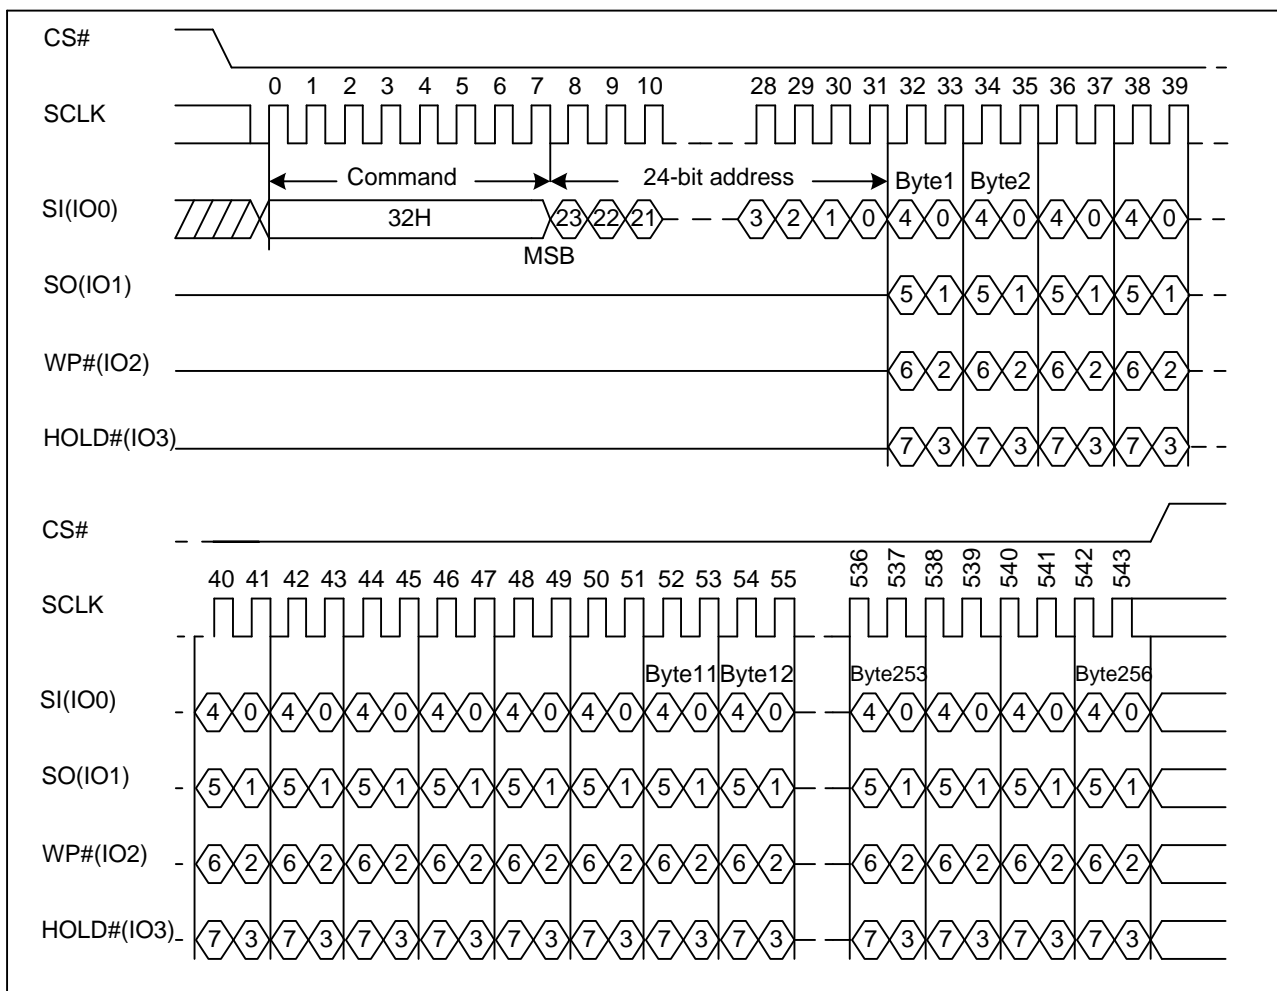 CS#
0 1 2 3 4 5 6 7 8 9 10 28 29 30 31 32 33 34 35 36 37 38 39
SCLK
Command 24-bit address Byte1 Byte2
SI(IO0) 32H 23 22 21 3 2 1 0 4 0 4 0 4 0 4 0
MSB
SO(IO1) 5 1 5 1 5 1 5 1
WP#(IO2) 6 2 6 2 6 2 6 2
HOLD#(IO3) 7 3 7 3 7 3 7 3
CS#
40 41 42 43 44 45 46 47 48 49 50 51 52 53 54 55 536 537 538 539 540 541 542 543
SCLK
Byte11 Byte12 Byte253 Byte256
SI(IO0) 4 0 4 0 4 0 4 0 4 0 4 0 4 0 4 0 4 0 4 0 4 0 4 0
SO(IO1) 5 1 5 1 5 1 5 1 5 1 5 1 5 1 5 1 5 1 5 1 5 1 5 1
WP#(IO2) 6 2 6 2 6 2 6 2 6 2 6 2 6 2 6 2 6 2 6 2 6 2 6 2
HOLD#(IO3) 7 3 7 3 7 3 7 3 7 3 7 3 7 3 7 3 7 3 7 3 7 3 7 3